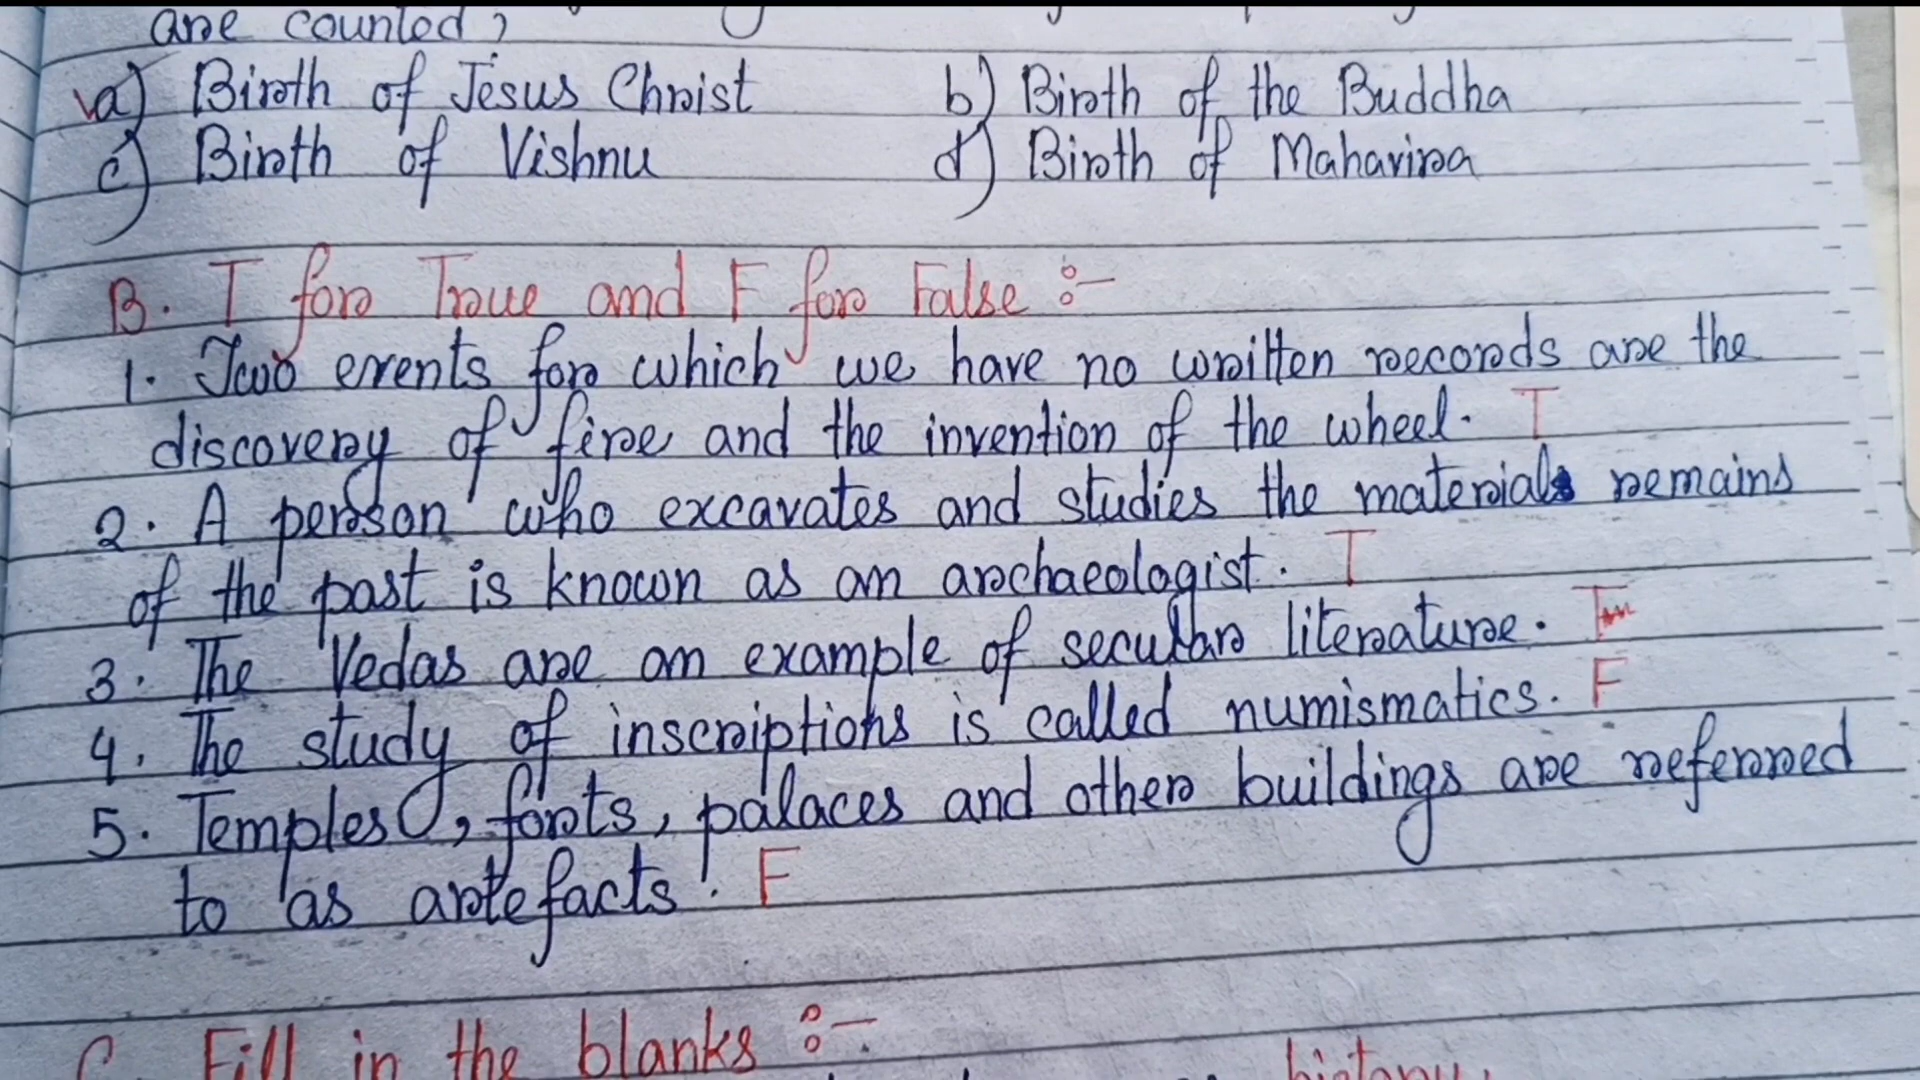 are counted?
a) Birth of Jesus Christ b) Birth of the Buddha
c) Birth of Vishnu d) Birth of Mahavira
B. T for True and F for False :-
1. Two events for which we have no written records are the
discovery of fire and the invention of the wheel. T
2. A person who excavates and studies the materials remains
of the past is known as an archaeologist. T
3. The Vedas are an example of secular literature.
4. The study of inscriptions is called numismatics. F
5. Temples, forts, palaces and other buildings are referred
to as artefacts. F
C. Fill in the blanks :-
history.